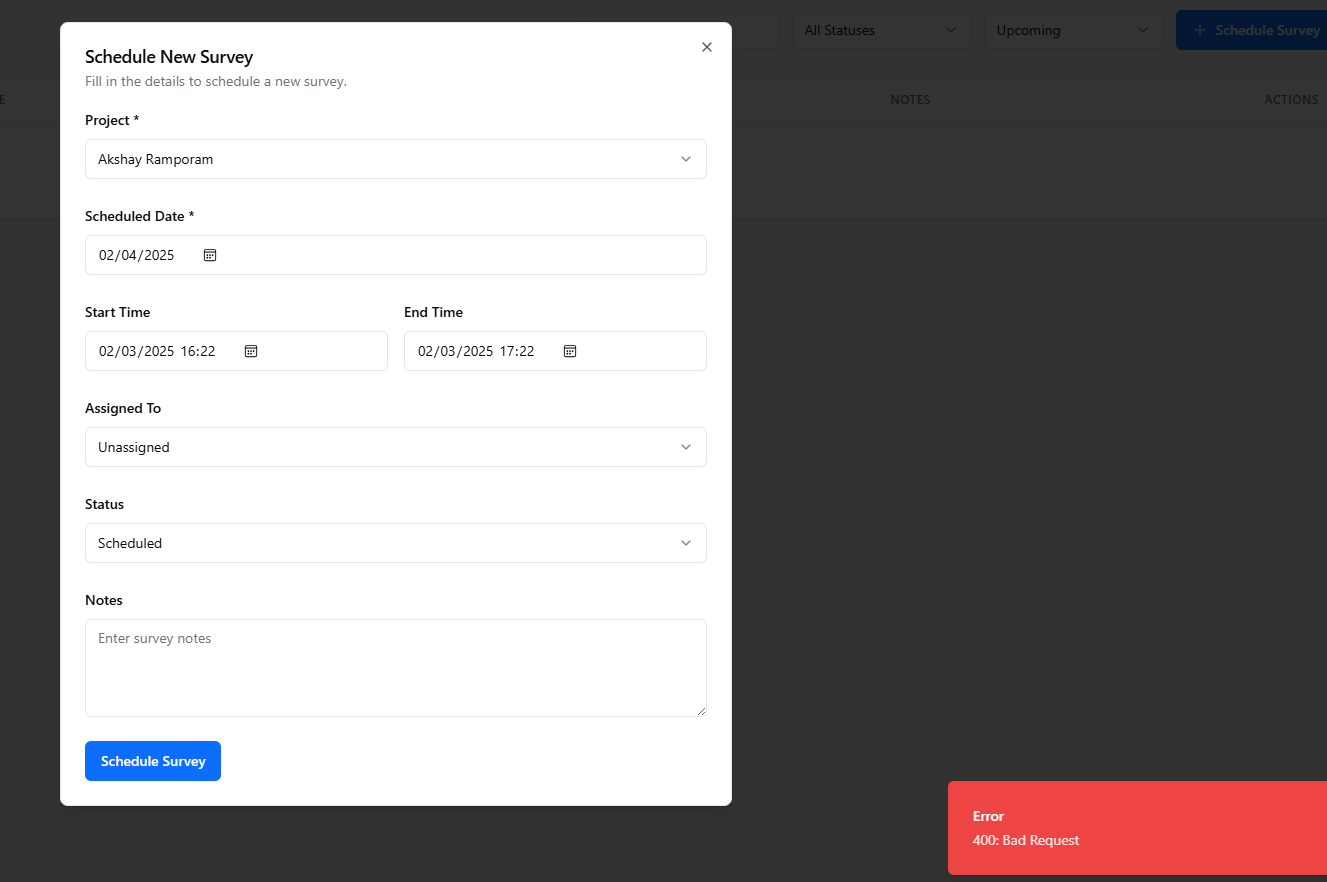 All Statuses
Upcoming
Schedule Survey
E
NOTES
ACTIONS
Schedule New Survey
Fill in the details to schedule a new survey.
Project *
Akshay Ramporam
Scheduled Date *
02/04/2025
Start Time
End Time
02/03/2025 16:22
02/03/2025 17:22
Assigned To
Unassigned
Status
Scheduled
Notes
Enter survey notes
Schedule Survey
Error
400: Bad Request